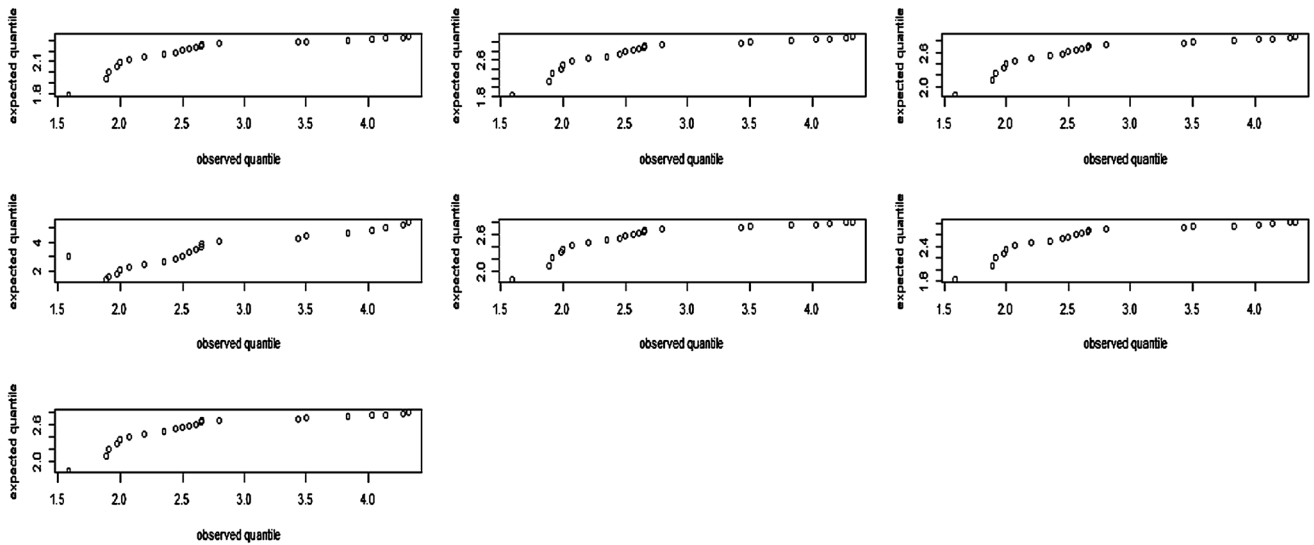 expected quantile
1.8 2.1
1.5 2.0 2.5 3.0 3.5 4.0
observed quantile
expected quantile
1.8 2.6
1.5 2.0 2.5 3.0 3.5 4.0
observed quantile
expected quantile
2.0 2.6
1.5 2.0 2.5 3.0 3.5 4.0
observed quantile
expected quantile
2 4
1.5 2.0 2.5 3.0 3.5 4.0
observed quantile
expected quantile
2.0 2.6
1.5 2.0 2.5 3.0 3.5 4.0
observed quantile
expected quantile
1.8 2.4
1.5 2.0 2.5 3.0 3.5 4.0
observed quantile
expected quantile
2.0 2.6
1.5 2.0 2.5 3.0 3.5 4.0
observed quantile